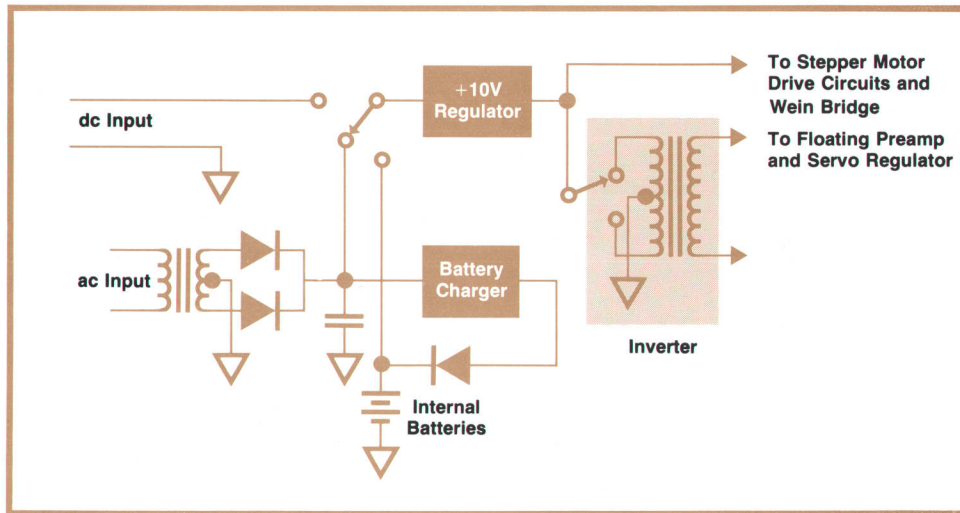 +10V
Regulator
To Stepper Motor
Drive Circuits and
Wein Bridge
dc Input
To Floating Preamp
and Servo Regulator
ac Input
Battery
Charger
Inverter
Internal
Batteries